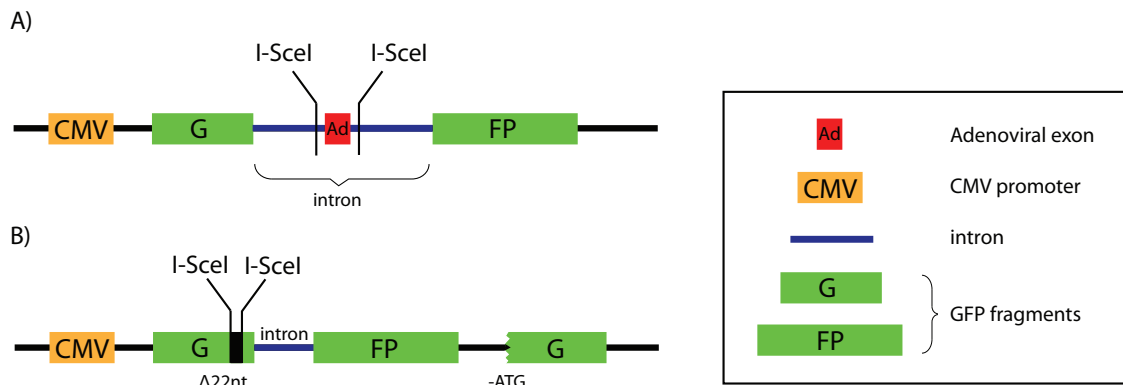 A)
I-SceI I-SceI
CMV G Ad FP
intron
B)
I-SceI I-SceI
intron
CMV G FP G
Δ22nt -ATG
Ad Adenoviral exon
CMV CMV promoter
intron
G
GFP fragments
FP